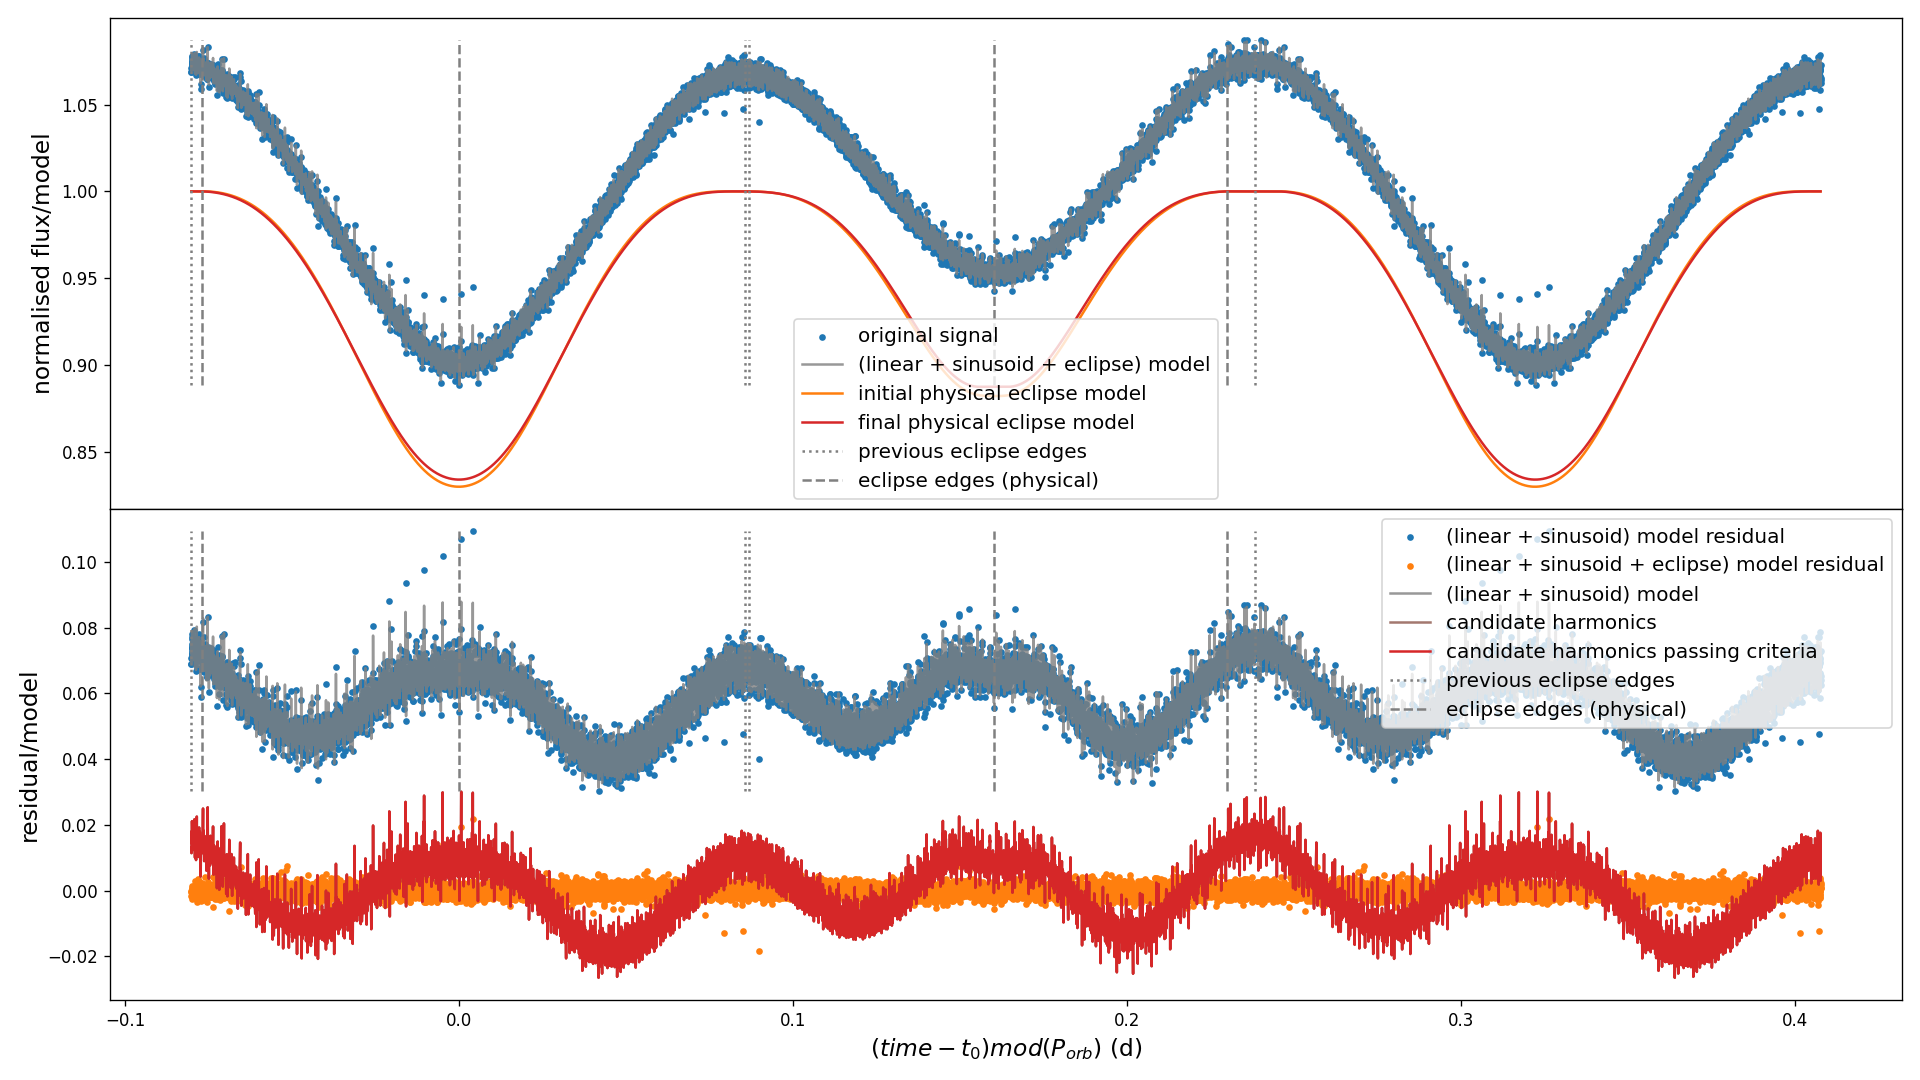 normalised flux/model
1.05
1.00
0.95
0.90
0.85
original signal
(linear + sinusoid + eclipse) model
initial physical eclipse model
final physical eclipse model
previous eclipse edges
eclipse edges (physical)
residual/model
0.10
0.08
0.06
0.04
0.02
0.00
−0.02
(linear + sinusoid) model residual
(linear + sinusoid + eclipse) model residual
(linear + sinusoid) model
candidate harmonics
candidate harmonics passing criteria
previous eclipse edges
eclipse edges (physical)
−0.1 0.0 0.1 0.2 0.3 0.4
(time − t₀)mod(Pₒᵣᵦ) (d)